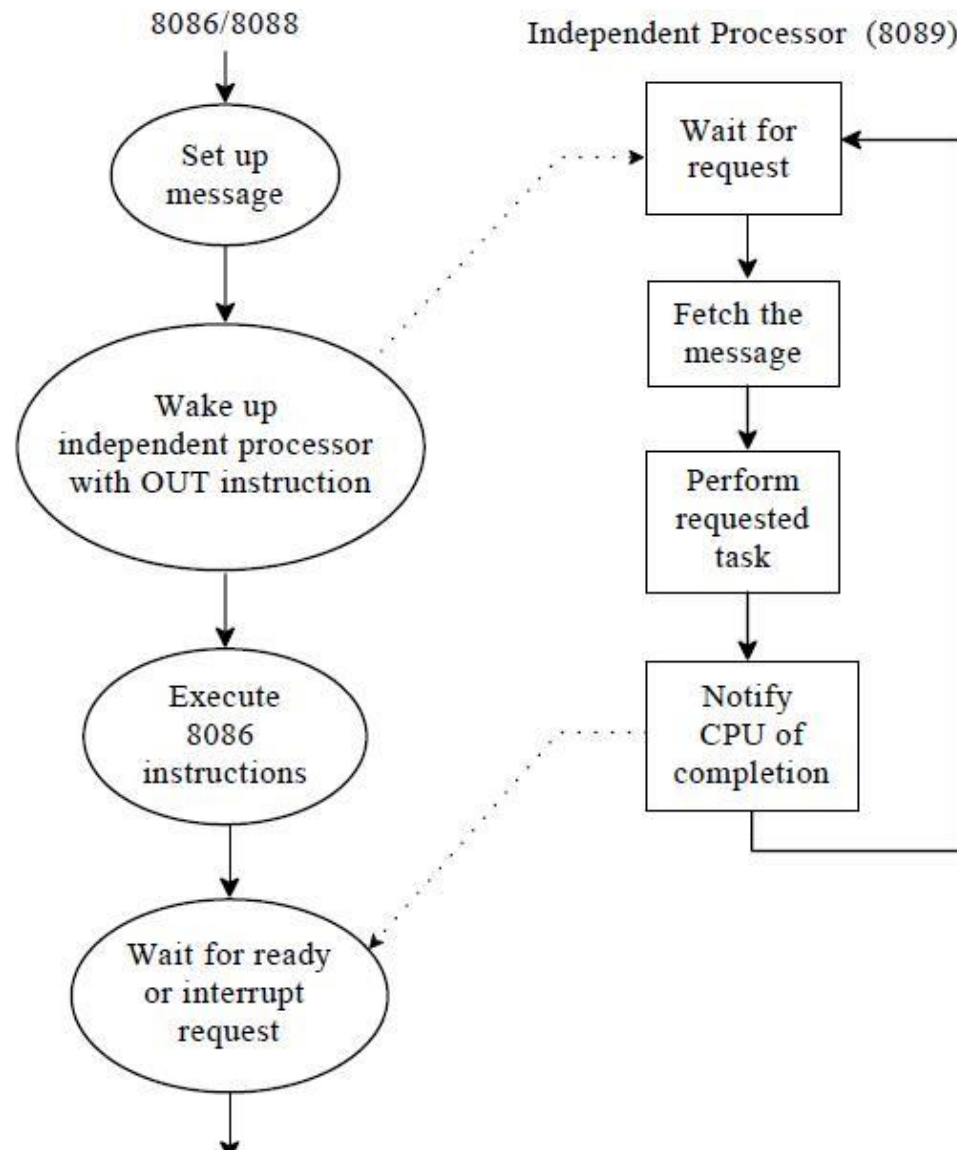 8086/8088
Set up
message
Wake up
independent processor
with OUT instruction
Execute
8086
instructions
Wait for ready
or interrupt
request
Independent Processor (8089)
Wait for
request
Fetch the
message
Perform
requested
task
Notify
CPU of
completion